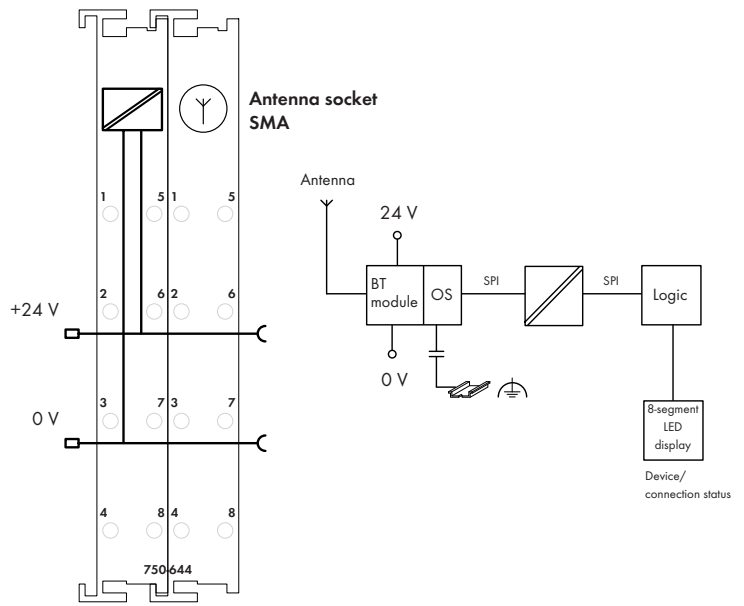 Antenna socket
SMA
1
5
1
5
2
6
2
6
+24 V
3
7
3
7
0 V
4
8
4
8
750-644
Antenna
24 V
BT
module
OS
SPI
SPI
Logic
0 V
8-segment
LED
display
Device/
connection status